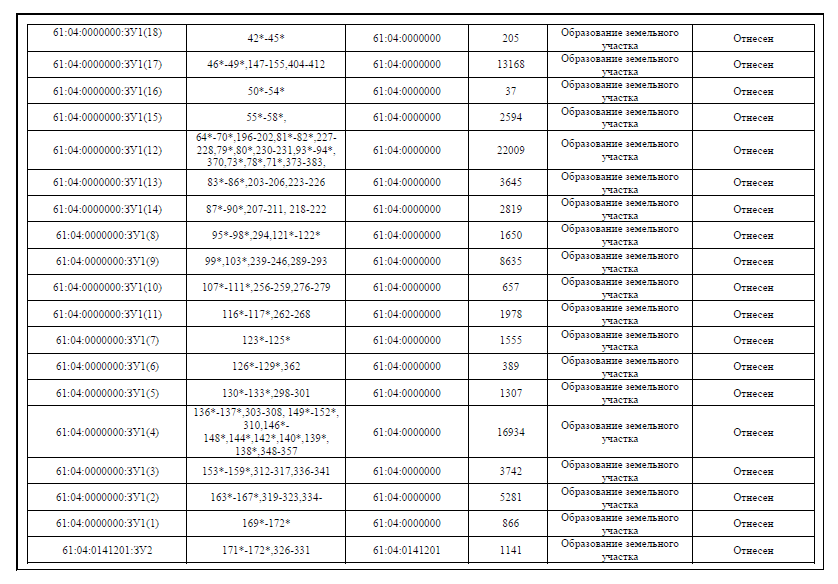 61:04:0000000:ЗУ1(18) 42*-45* 61:04:0000000 205 Образование земельного участка Отнесен
61:04:0000000:ЗУ1(17) 46*-49*,147-155,404-412 61:04:0000000 13168 Образование земельного участка Отнесен
61:04:0000000:ЗУ1(16) 50*-54* 61:04:0000000 37 Образование земельного участка Отнесен
61:04:0000000:ЗУ1(15) 55*-58*, 61:04:0000000 2594 Образование земельного участка Отнесен
61:04:0000000:ЗУ1(12) 64*-70*,196-202,81*-82*,227-
228,79*,80*,230-231,93*-94*,
370,73*,78*,71*,373-383, 61:04:0000000 22009 Образование земельного участка Отнесен
61:04:0000000:ЗУ1(13) 83*-86*,203-206,223-226 61:04:0000000 3645 Образование земельного участка Отнесен
61:04:0000000:ЗУ1(14) 87*-90*,207-211, 218-222 61:04:0000000 2819 Образование земельного участка Отнесен
61:04:0000000:ЗУ1(8) 95*-98*,294,121*-122* 61:04:0000000 1650 Образование земельного участка Отнесен
61:04:0000000:ЗУ1(9) 99*,103*,239-246,289-293 61:04:0000000 8635 Образование земельного участка Отнесен
61:04:0000000:ЗУ1(10) 107*-111*,256-259,276-279 61:04:0000000 657 Образование земельного участка Отнесен
61:04:0000000:ЗУ1(11) 116*-117*,262-268 61:04:0000000 1978 Образование земельного участка Отнесен
61:04:0000000:ЗУ1(7) 123*-125* 61:04:0000000 1555 Образование земельного участка Отнесен
61:04:0000000:ЗУ1(6) 126*-129*,362 61:04:0000000 389 Образование земельного участка Отнесен
61:04:0000000:ЗУ1(5) 130*-133*,298-301 61:04:0000000 1307 Образование земельного участка Отнесен
61:04:0000000:ЗУ1(4) 136*-137*,303-308, 149*-152*,
310,146*-
148*,144*,142*,140*,139*,
138*,348-357 61:04:0000000 16934 Образование земельного участка Отнесен
61:04:0000000:ЗУ1(3) 153*-159*,312-317,336-341 61:04:0000000 3742 Образование земельного участка Отнесен
61:04:0000000:ЗУ1(2) 163*-167*,319-323,334- 61:04:0000000 5281 Образование земельного участка Отнесен
61:04:0000000:ЗУ1(1) 169*-172* 61:04:0000000 866 Образование земельного участка Отнесен
61:04:0141201:ЗУ2 171*-172*,326-331 61:04:0141201 1141 Образование земельного участка Отнесен